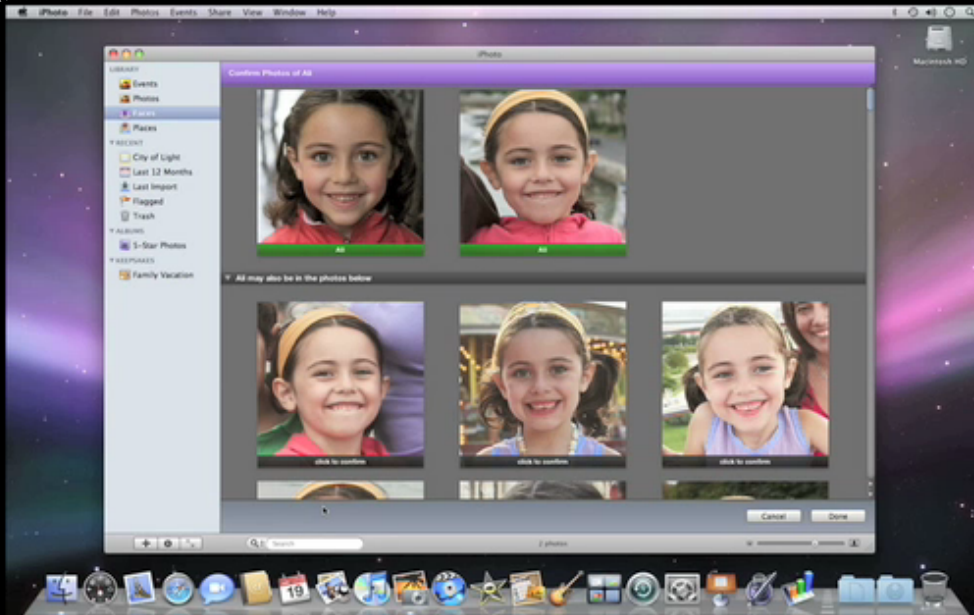 iPhoto File Edit Photos Events Share View Window Help
Macintosh HD
iPhoto
LIBRARY
Events
Photos
Faces
Places
RECENT
City of Light
Last 12 Months
Last Import
Flagged
Trash
ALBUMS
5-Star Photos
KEEPSAKES
Family Vacation
Confirm Photos of Ali
Ali
Ali
Ali may also be in the photos below
click to confirm
click to confirm
click to confirm
Cancel Done
Search
2 photos
19